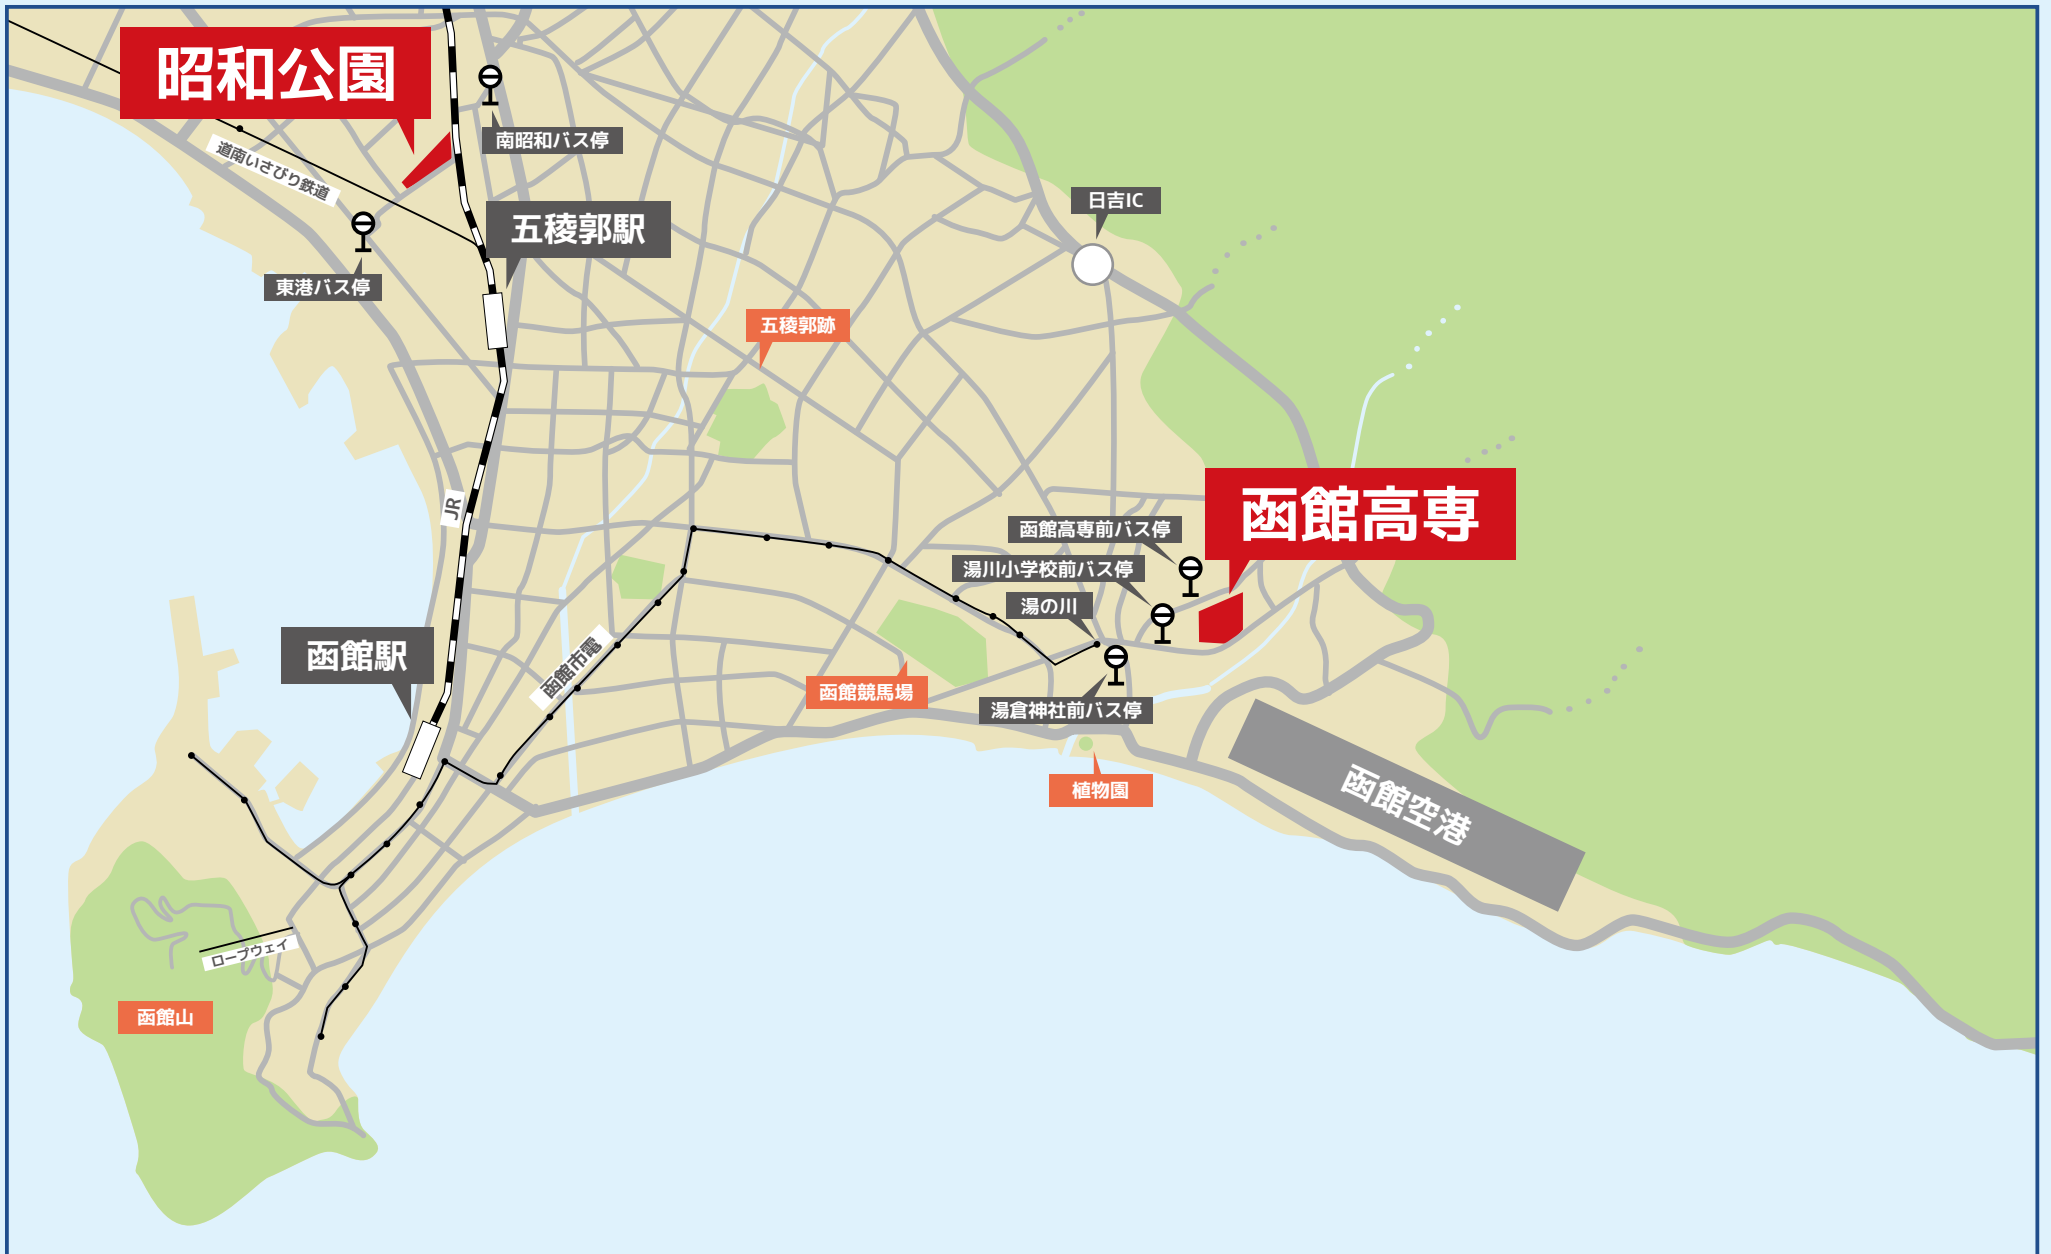 昭和公園
南昭和バス停
道南いさびり鉄道
日吉IC
五稜郭駅
東港バス停
五稜郭跡
JR
函館高専
函館高専前バス停
湯川小学校前バス停
湯の川
函館駅
函館市電
函館競馬場
湯倉神社前バス停
植物園
函館空港
ロープウェイ
函館山